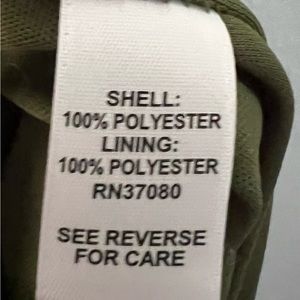 SHELL:
100% POLYESTER
LINING:
100% POLYESTER
RN37080
SEE REVERSE
FOR CARE